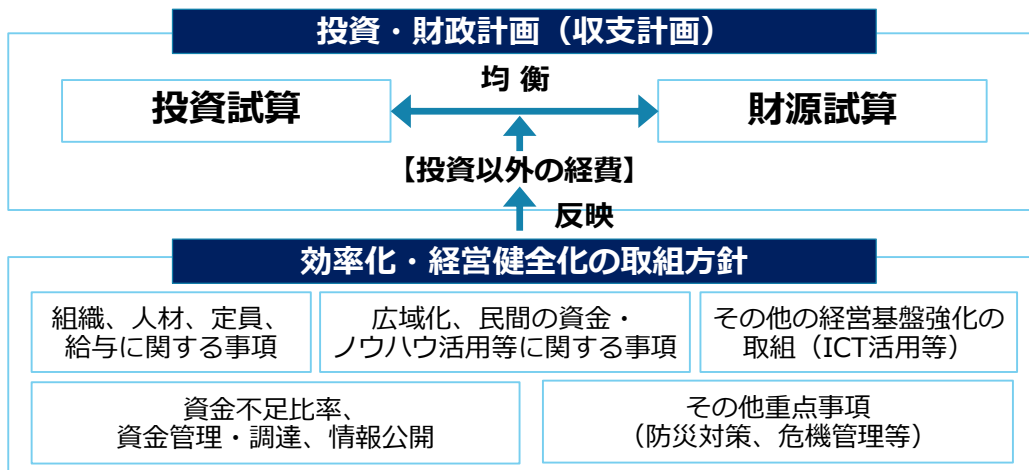 投資・財政計画（収支計画）
均 衡
投資試算
財源試算
【投資以外の経費】
反映
効率化・経営健全化の取組方針
組織、人材、定員、
給与に関する事項
広域化、民間の資金・
ノウハウ活用等に関する事項
その他の経営基盤強化の
取組（ICT活用等）
資金不足比率、
資金管理・調達、情報公開
その他重点事項
（防災対策、危機管理等）